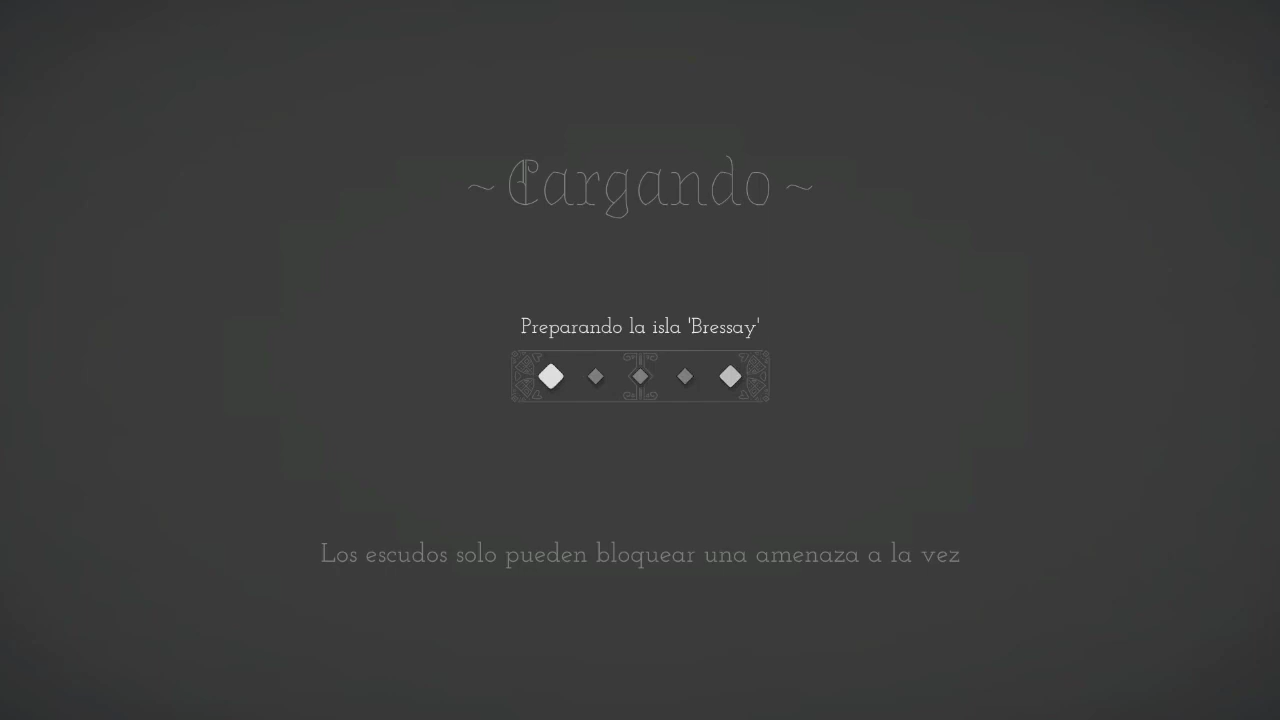 ~ Cargando ~
Preparando la isla 'Bressay'
Los escudos solo pueden bloquear una amenaza a la vez